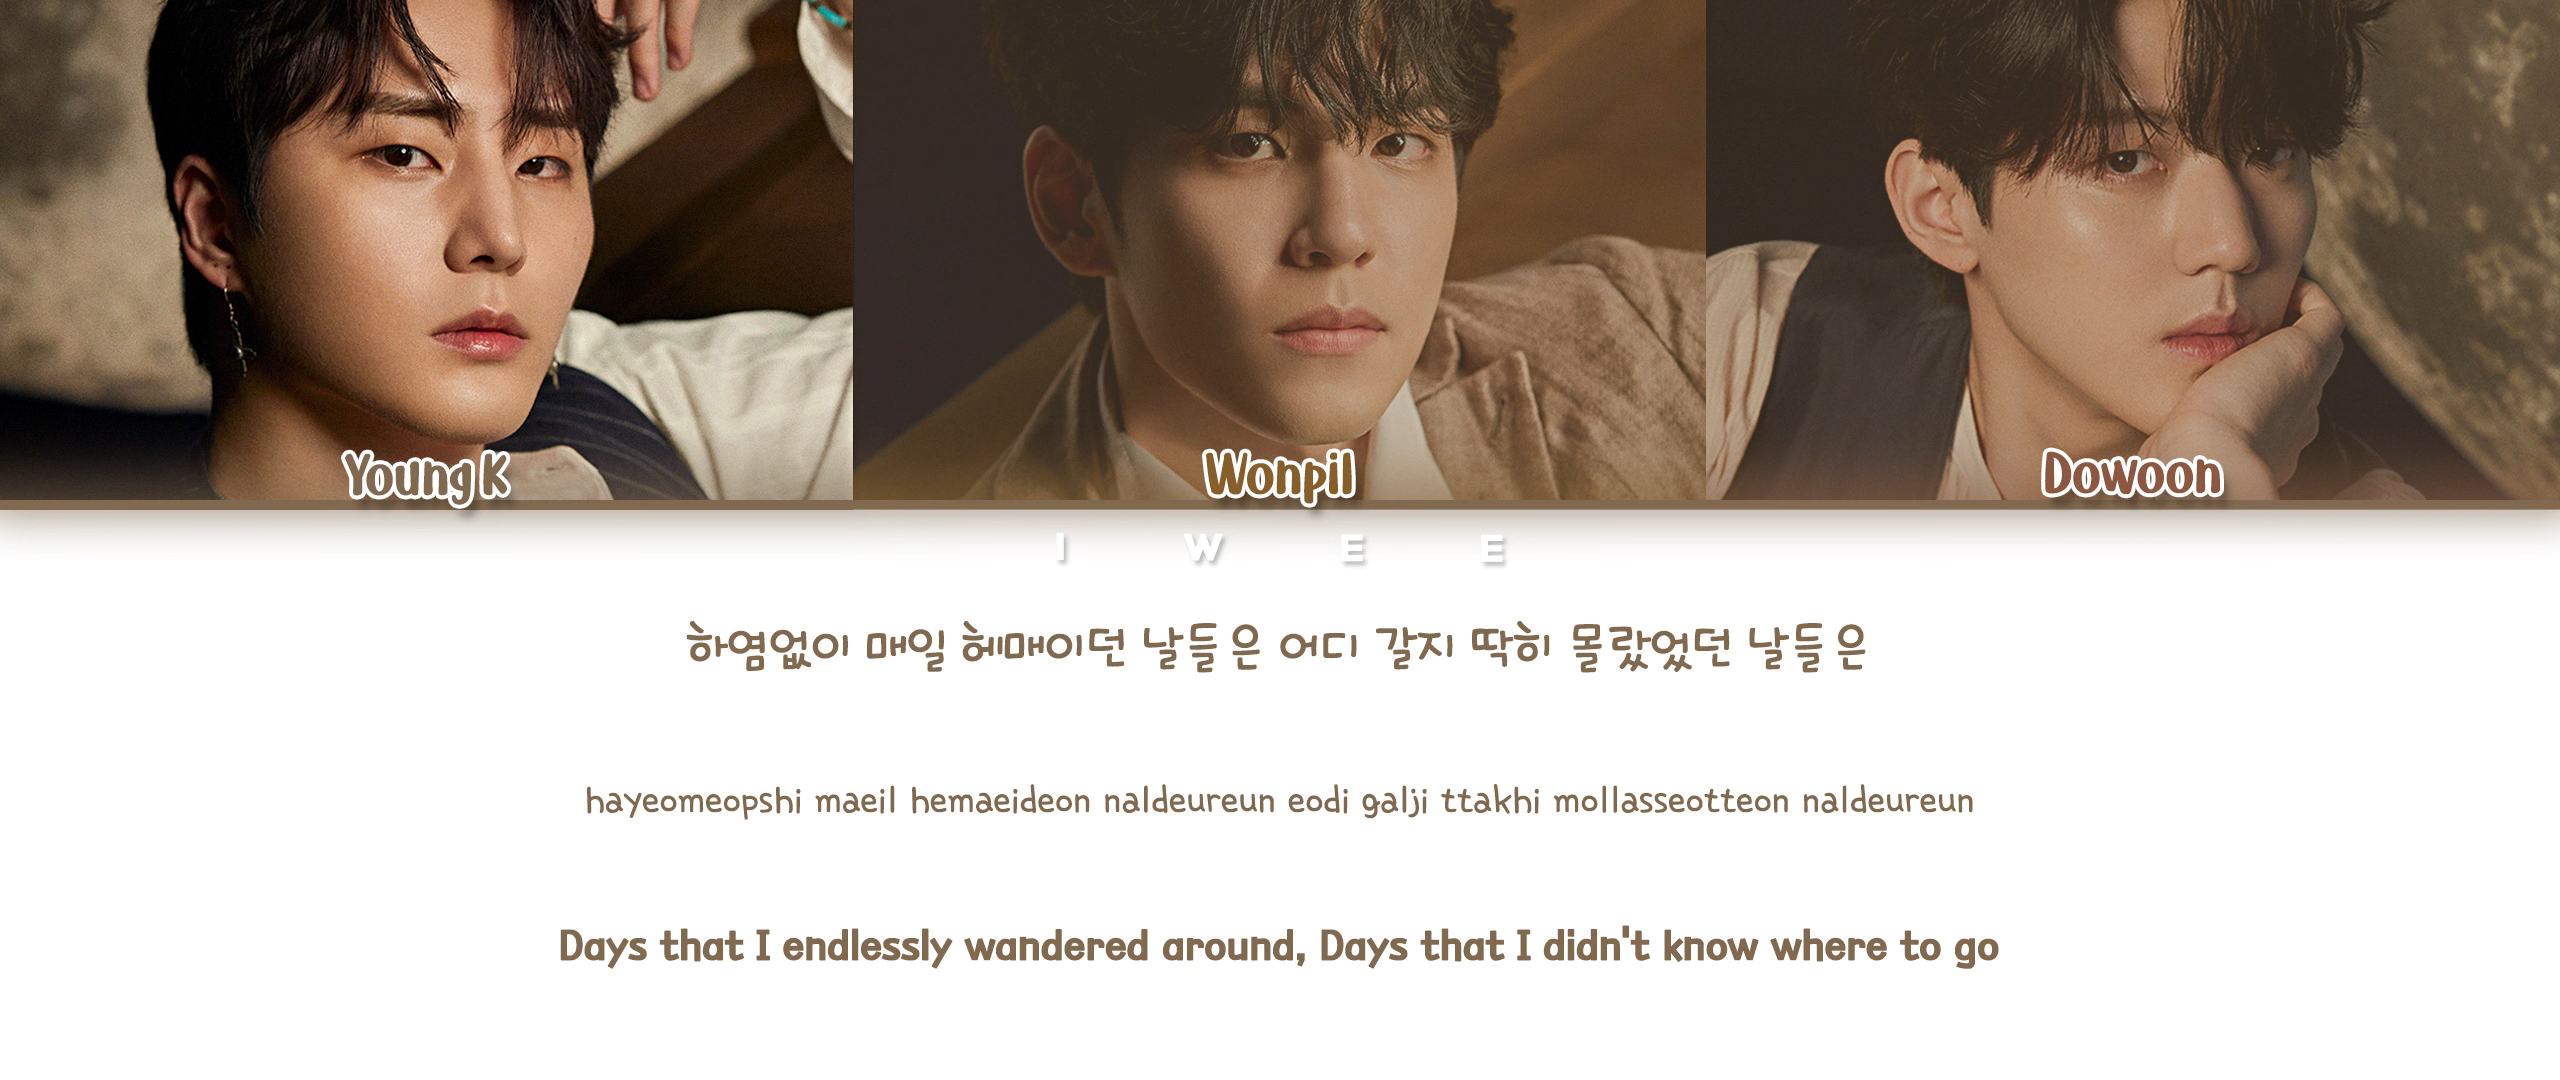 Young K Wonpil Dowoon
I W E E
하염없이 매일 헤매이던 날들은 어디 갈지 딱히 몰랐었던 날들은
hayeomeopshi maeil hemaeideon naldeureun eodi galji ttakhi mollasseotteon naldeureun
Days that I endlessly wandered around, Days that I didn't know where to go